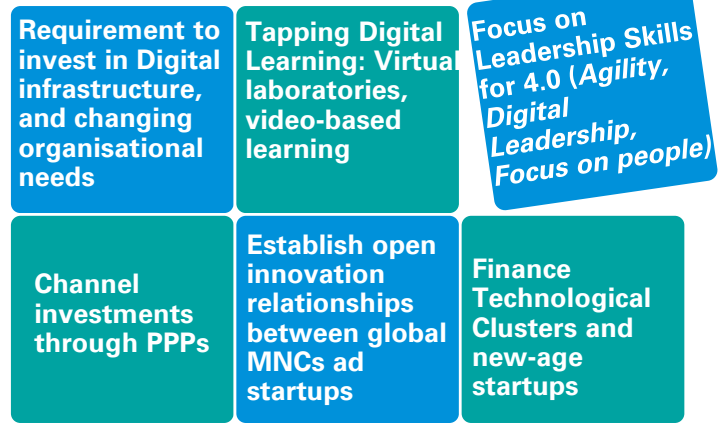 Requirement to
invest in Digital
infrastructure,
and changing
organisational
needs
Tapping Digital
Learning: Virtual
laboratories,
video-based
learning
Focus on
Leadership Skills
for 4.0 (Agility,
Digital
Leadership,
Focus on people)
Channel
investments
through PPPs
Establish open
innovation
relationships
between global
MNCs ad
startups
Finance
Technological
Clusters and
new-age
startups